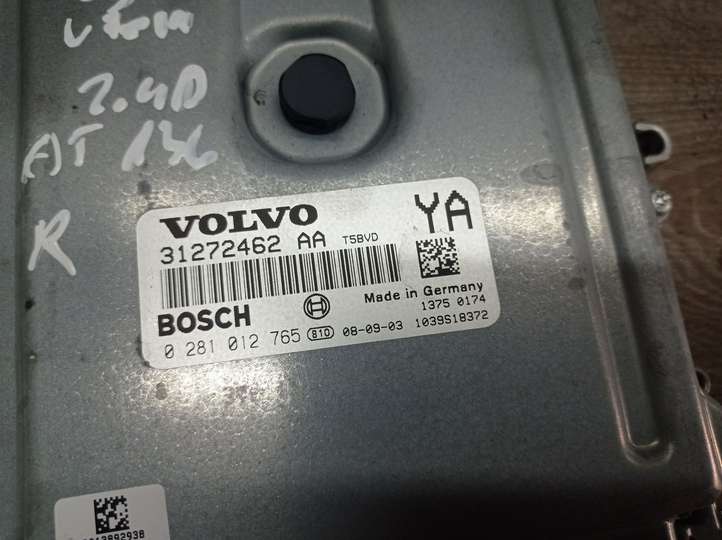 2.4D
AT 136
R
VOLVO YA
31272462 AA T5BVD
Made in Germany
BOSCH 1375 0174
0 281 012 765 810 08-09-03 1039S18372